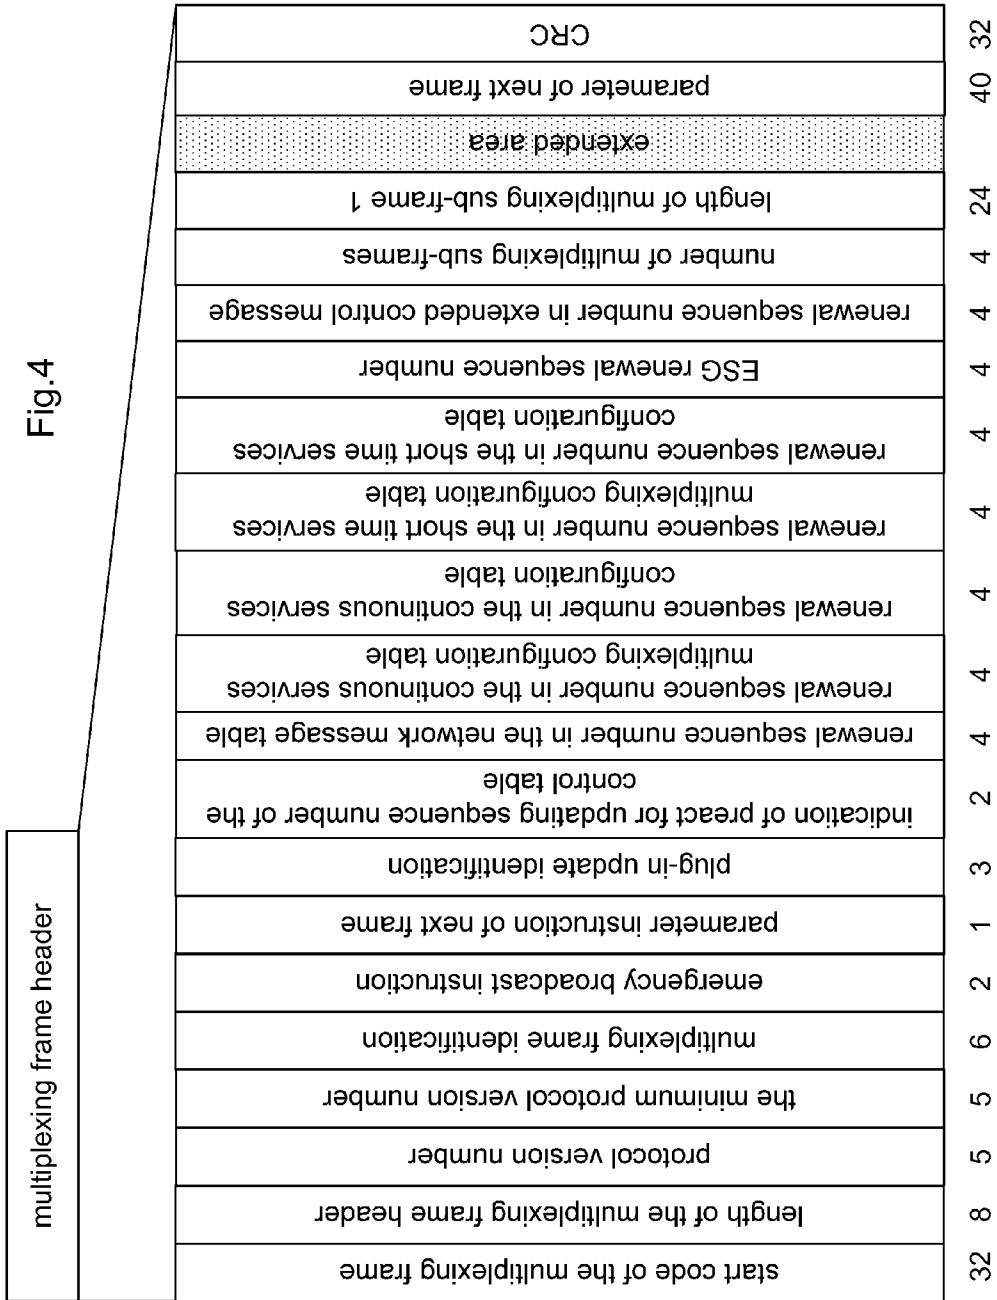 Fig.4
multiplexing frame header
start code of the multiplexing frame
32
length of the multiplexing frame header
8
protocol version number
5
the minimum protocol version number
5
multiplexing frame identification
6
emergency broadcast instruction
2
parameter instruction of next frame
1
plug-in update identification
3
indication of preact for updating sequence number of the
control table
2
renewal sequence number in the network message table
4
renewal sequence number in the continuous services
multiplexing configuration table
4
renewal sequence number in the continuous services
configuration table
4
renewal sequence number in the short time services
multiplexing configuration table
4
renewal sequence number in the short time services
configuration table
4
ESG renewal sequence number
4
renewal sequence number in extended control message
4
number of multiplexing sub-frames
4
length of multiplexing sub-frame 1
24
extended area
parameter of next frame
40
CRC
32